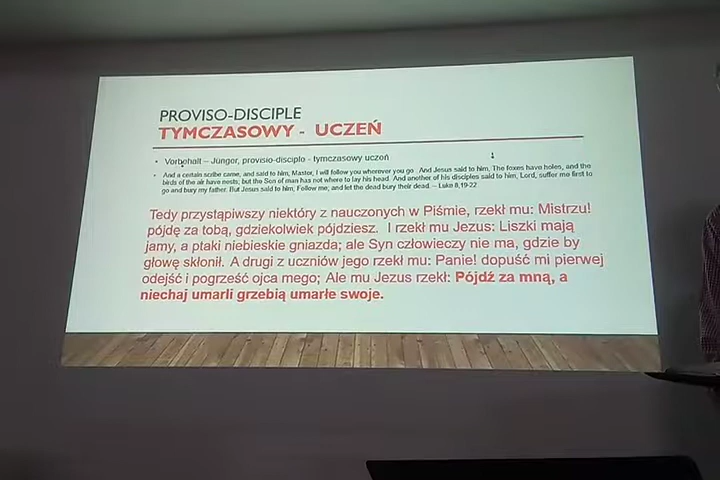 PROVISO-DISCIPLE
TYMCZASOWY - UCZEŃ
• Vorbehalt – Jünger, provisio-disciplo - tymczasowy uczoń
• And a certain scribe came, and said to him, Master, I will follow you wherever you go. And Jesus said to him, The foxes have holes, and the
birds of the air have nests; but the Son of man has not where to lay his head. And another of his disciples said to him, Lord, suffer me first to
go and bury my father. But Jesus said to him, Follow me; and let the dead bury their dead. – Luke 8,19-22
Tedy przystąpiwszy niektóry z nauczonych w Piśmie, rzekł mu: Mistrzu!
pójdę za tobą, gdziekolwiek pójdziesz. I rzekł mu Jezus: Liszki mają
jamy, a ptaki niebieskie gniazda; ale Syn człowieczy nie ma, gdzie by
głowę skłonił. A drugi z uczniów jego rzekł mu: Panie! dopuść mi pierwej
odejść i pogrześć ojca mego; Ale mu Jezus rzekł: Pójdź za mną, a
niechaj umarli grzebią umarłe swoje.